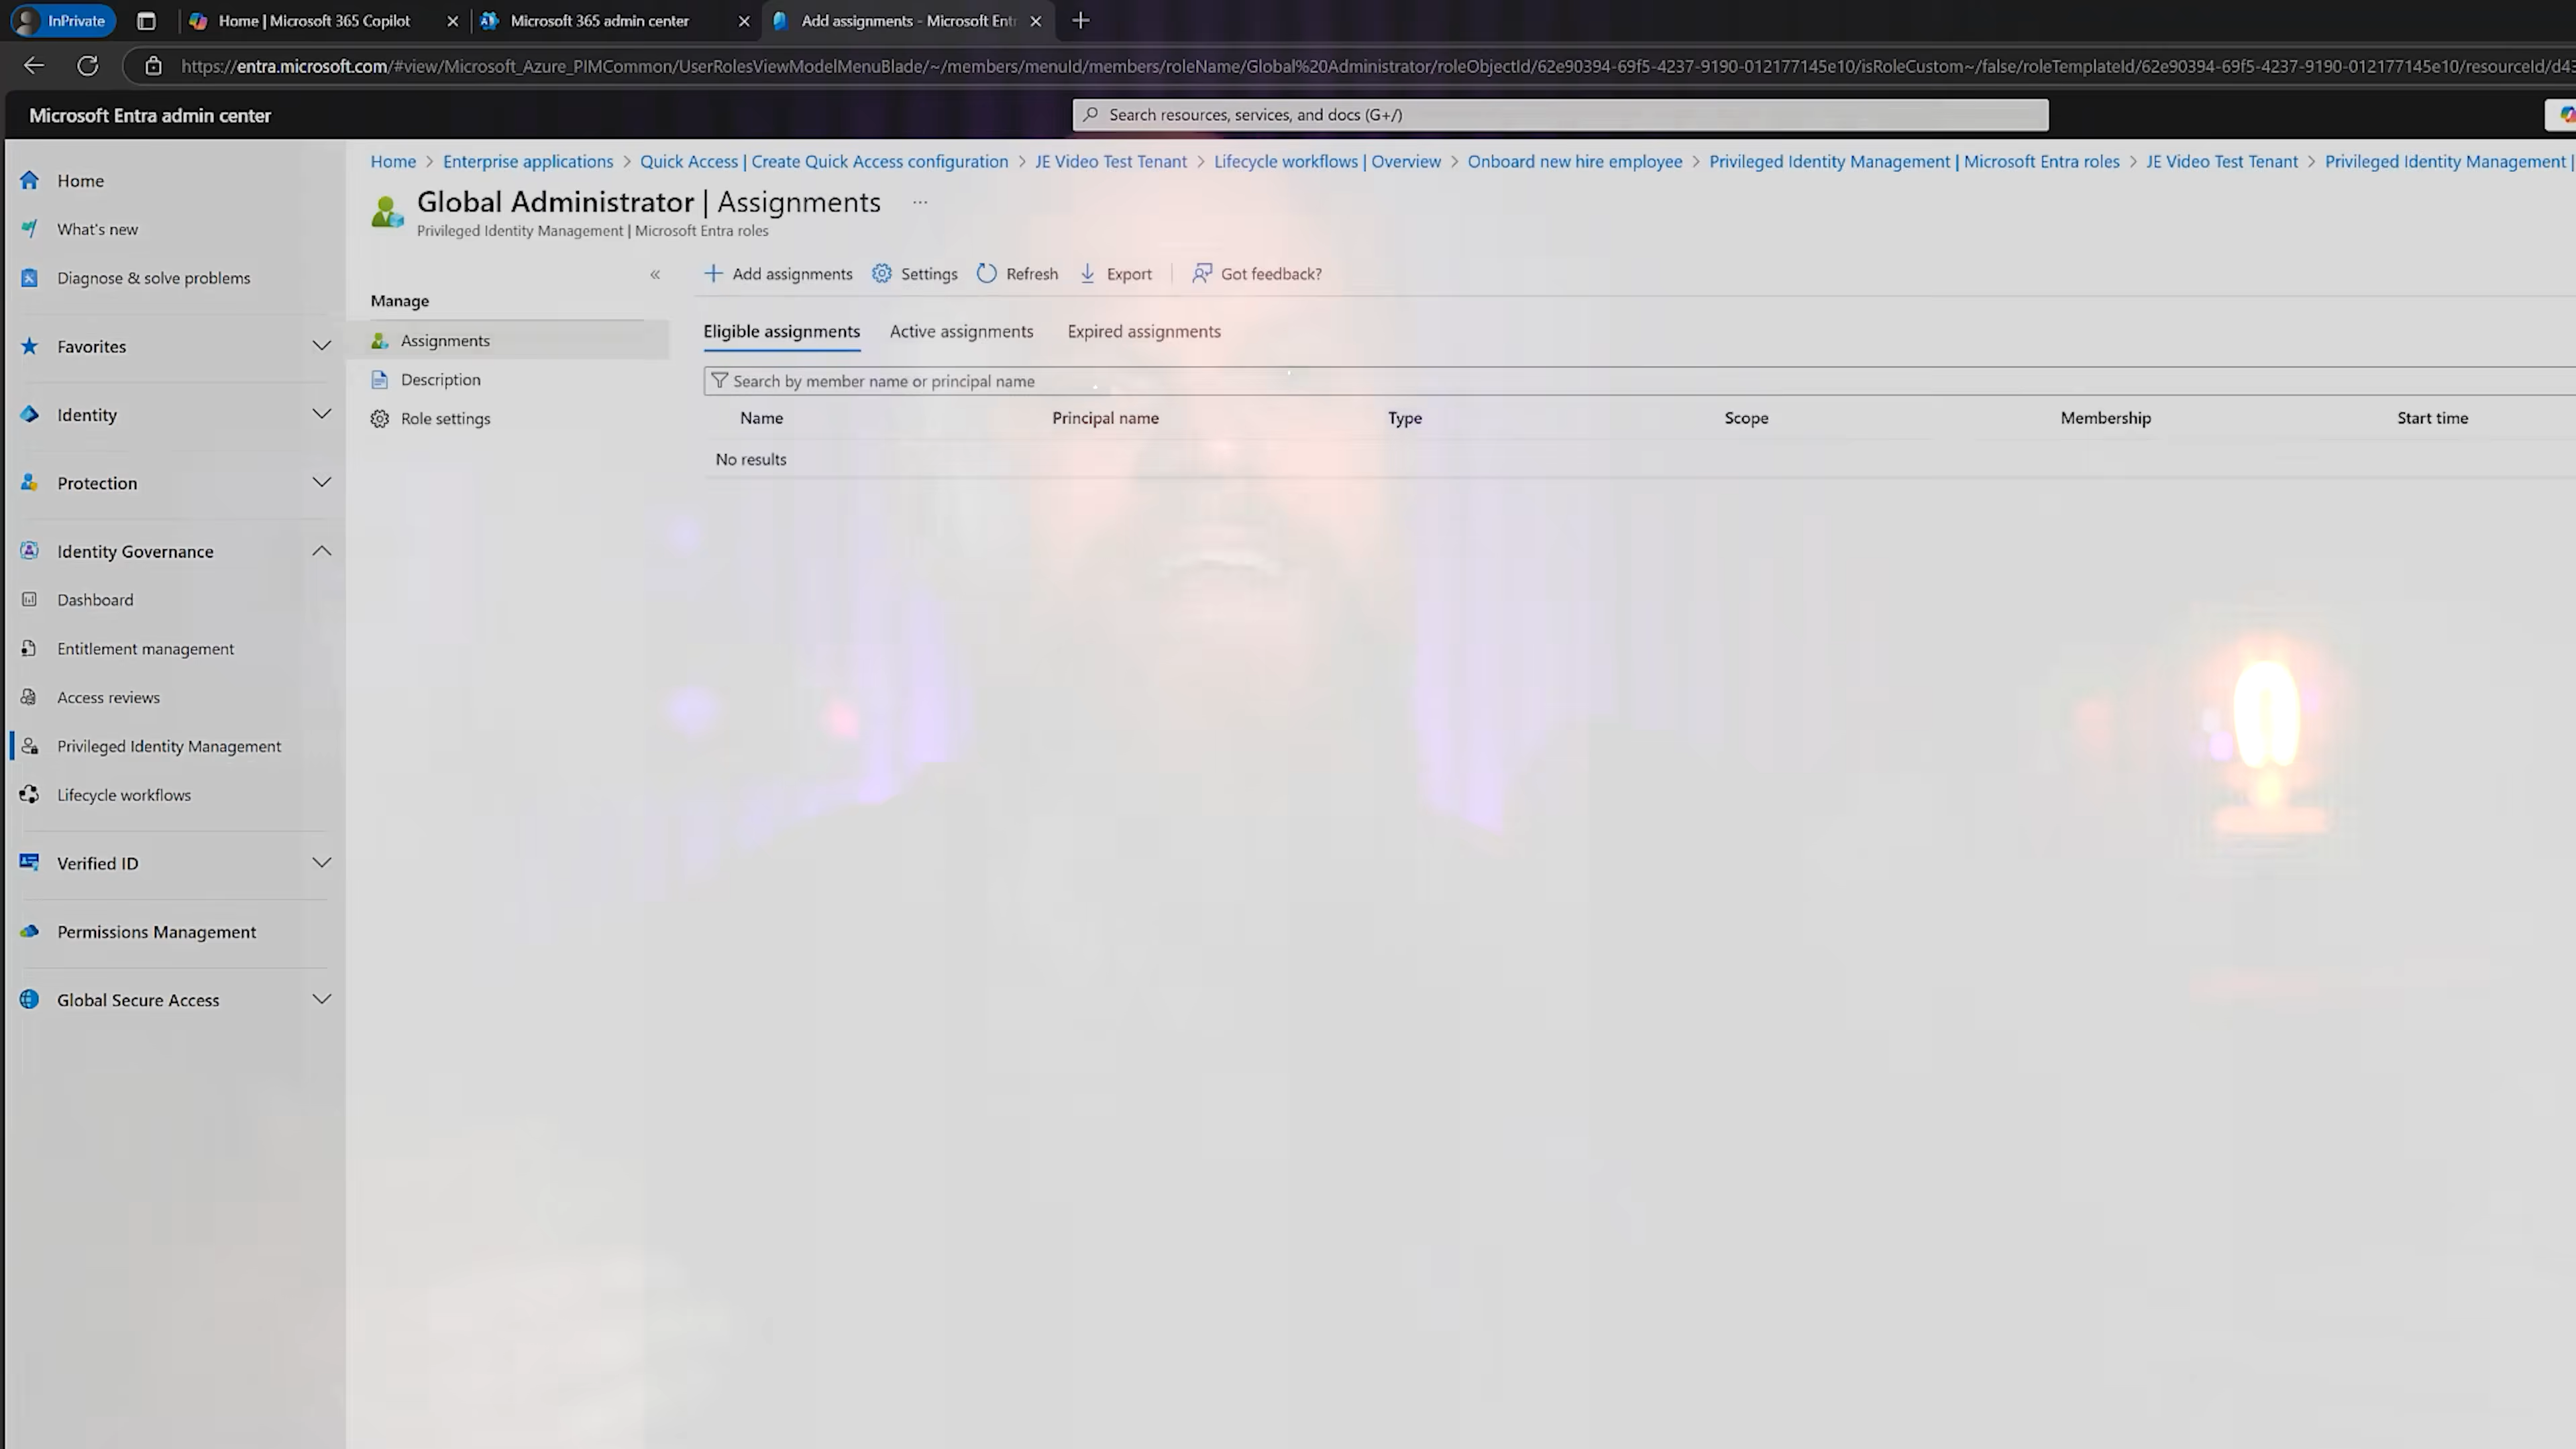 InPrivate
Home | Microsoft 365 Copilot
Microsoft 365 admin center
Add assignments - Microsoft Entr
https://entra.microsoft.com/#view/Microsoft_Azure_PIMCommon/UserRolesViewModelMenuBlade/~/members/menuId/members/roleName/Global%20Administrator/roleObjectId/62e90394-69f5-4237-9190-012177145e10/isRoleCustom~/false/roleTemplateId/62e90394-69f5-4237-9190-012177145e10/resourceId/d43
Microsoft Entra admin center
Search resources, services, and docs (G+/)
Home > Enterprise applications > Quick Access | Create Quick Access configuration > JE Video Test Tenant > Lifecycle workflows | Overview > Onboard new hire employee > Privileged Identity Management | Microsoft Entra roles > JE Video Test Tenant > Privileged Identity Management |
Global Administrator | Assignments ...
Privileged Identity Management | Microsoft Entra roles
Home
What's new
Diagnose & solve problems
Favorites
Identity
Protection
Identity Governance
Dashboard
Entitlement management
Access reviews
Privileged Identity Management
Lifecycle workflows
Verified ID
Permissions Management
Global Secure Access
Manage
Assignments
Description
Role settings
Add assignments Settings Refresh Export Got feedback?
Eligible assignments Active assignments Expired assignments
Search by member name or principal name
Name Principal name Type Scope Membership Start time
No results